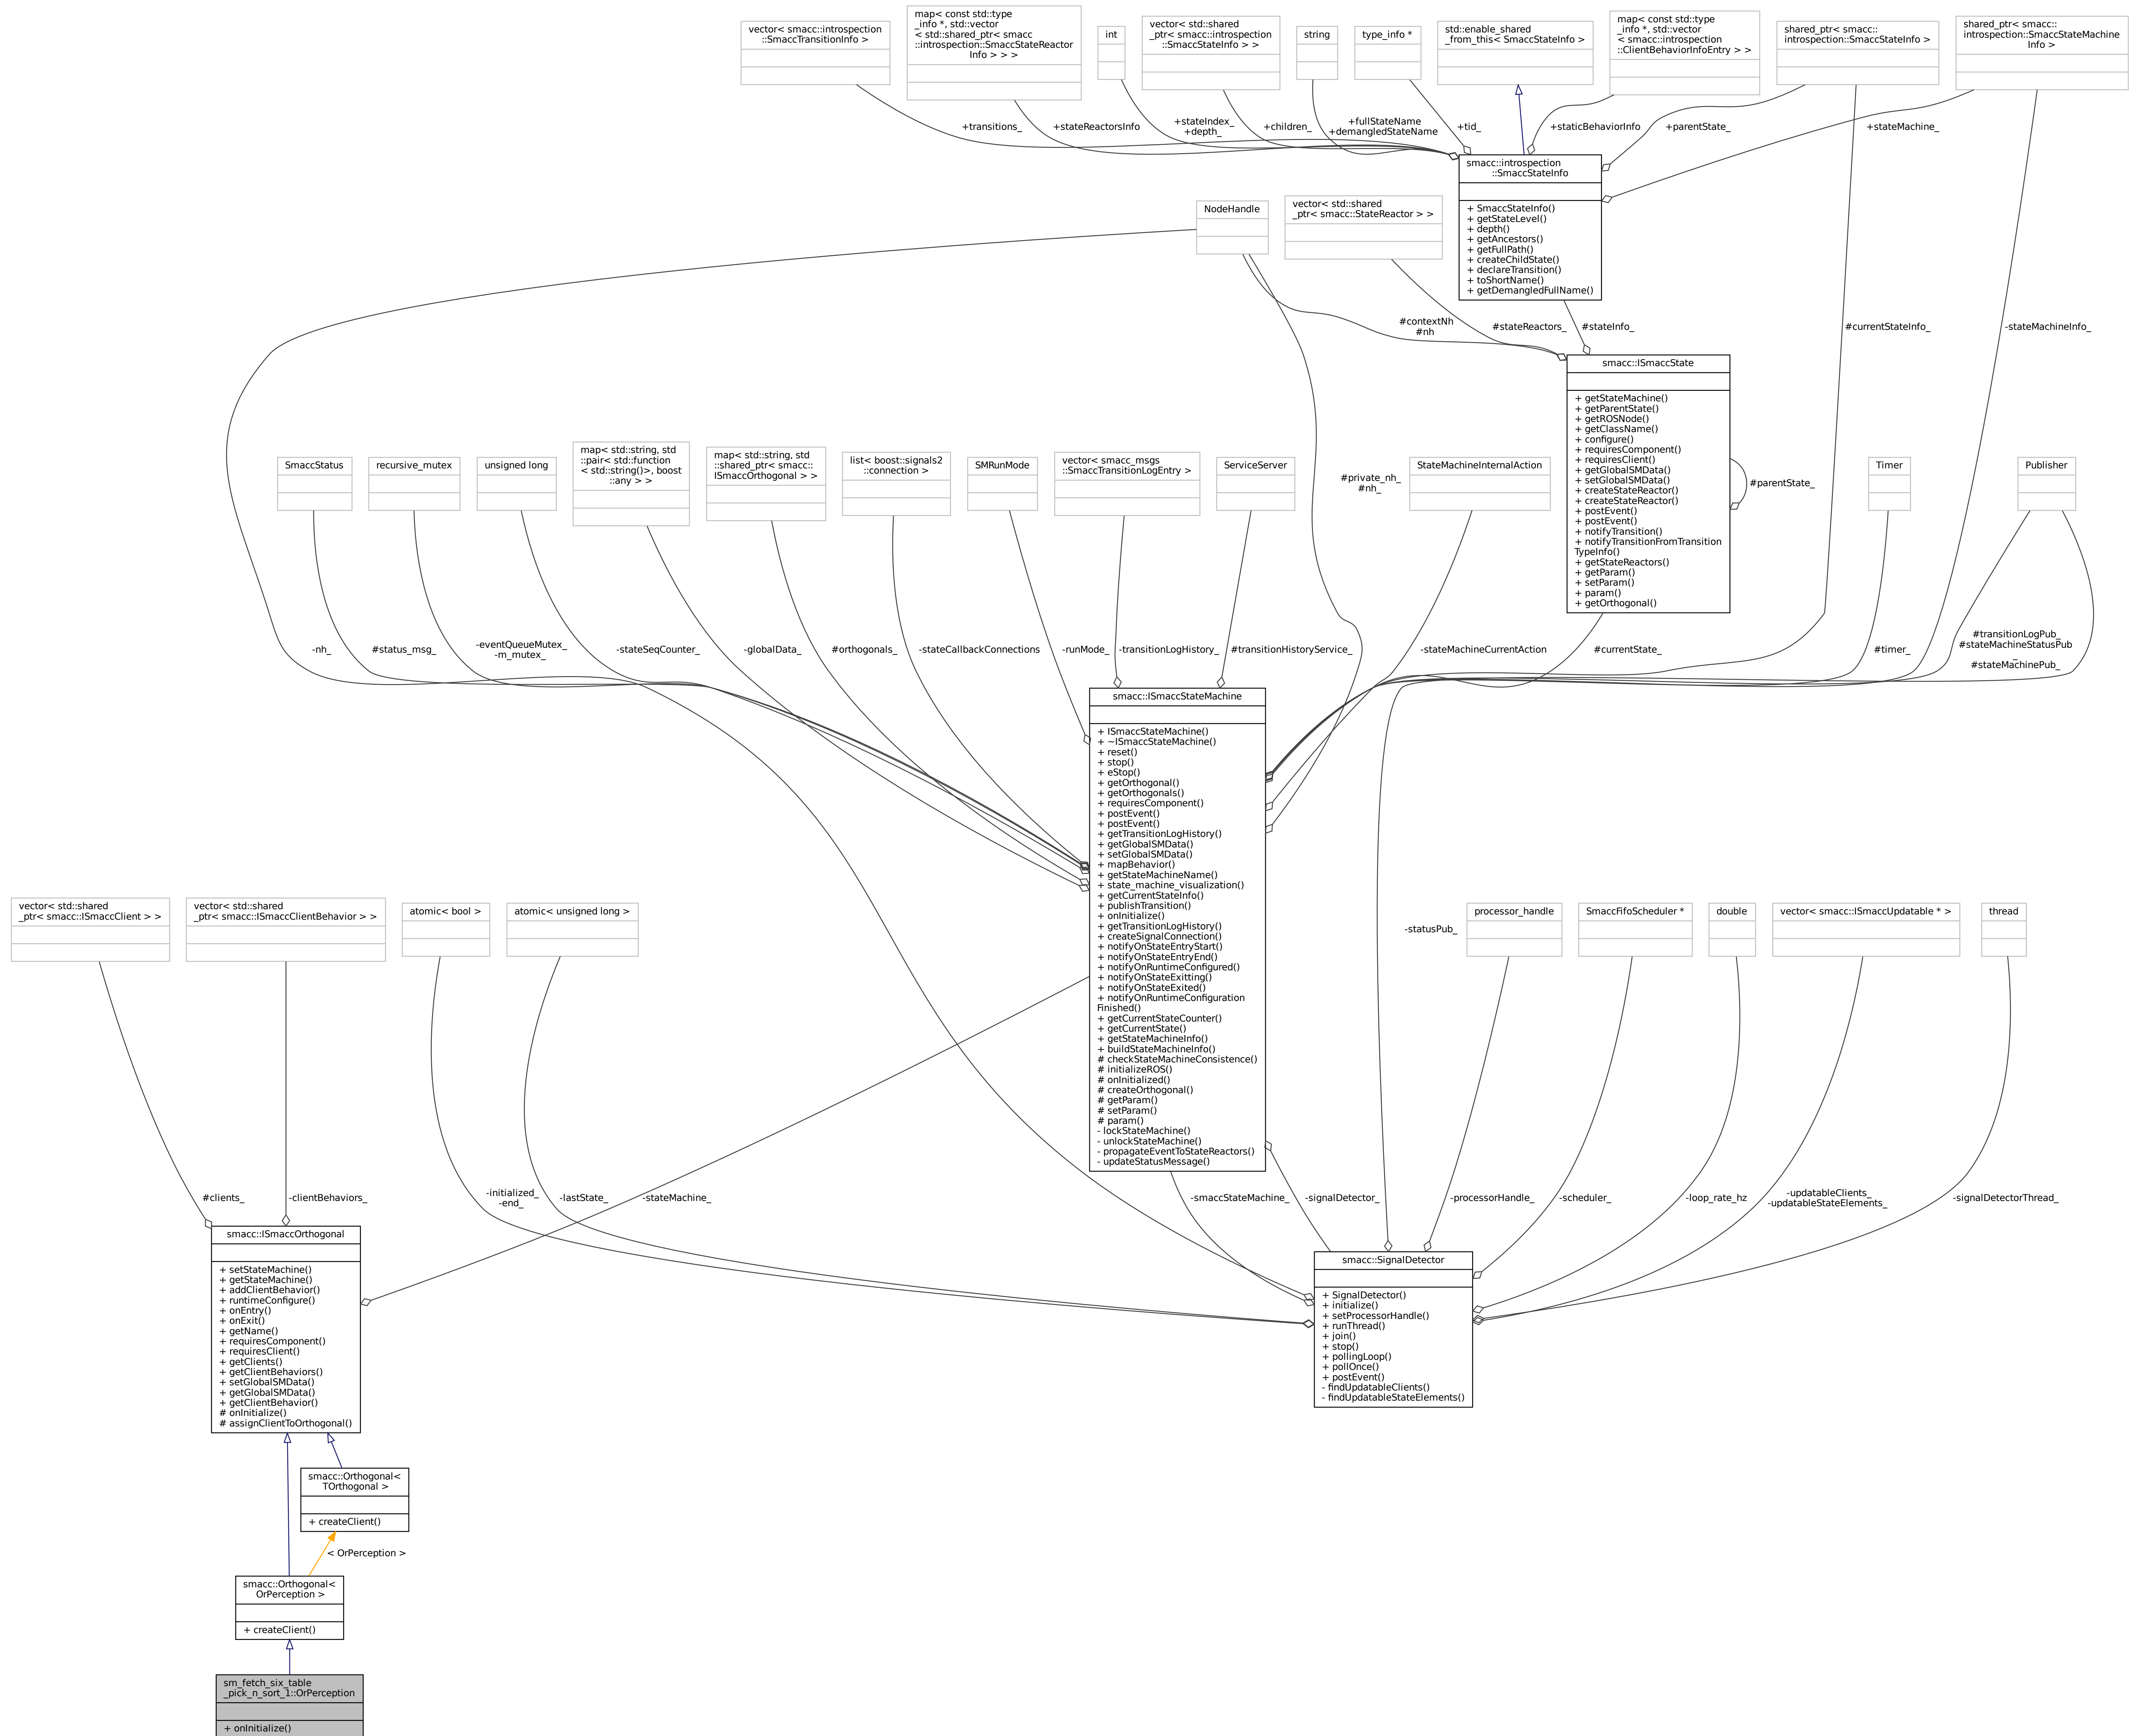 vector< smacc::introspection
::SmaccTransitionInfo >
map< const std::type
_info *, std::vector
< std::shared_ptr< smacc
::introspection::SmaccStateReactor
Info > > >
int
vector< std::shared
_ptr< smacc::introspection
::SmaccStateInfo > >
string
type_info *
std::enable_shared
_from_this< SmaccStateInfo >
map< const std::type
_info *, std::vector
< smacc::introspection
::ClientBehaviorInfoEntry > >
shared_ptr< smacc::
introspection::SmaccStateInfo >
shared_ptr< smacc::
introspection::SmaccStateMachine
Info >
+transitions_
+stateReactorsInfo
+stateIndex_
+depth_
+children_
+fullStateName
+demangledStateName
+tid_
+staticBehaviorInfo
+parentState_
+stateMachine_
smacc::introspection
::SmaccStateInfo
+ SmaccStateInfo()
+ getStateLevel()
+ depth()
+ getAncestors()
+ getFullPath()
+ createChildState()
+ declareTransition()
+ toShortName()
+ getDemangledFullName()
NodeHandle
vector< std::shared
_ptr< smacc::StateReactor > >
#contextNh
#nh
#stateReactors_
#stateInfo_
#currentStateInfo_
-stateMachineInfo_
smacc::ISmaccState
+ getStateMachine()
+ getParentState()
+ getROSNode()
+ getClassName()
+ configure()
+ requiresComponent()
+ requiresClient()
+ getGlobalSMData()
+ setGlobalSMData()
+ createStateReactor()
+ createStateReactor()
+ postEvent()
+ postEvent()
+ notifyTransition()
+ notifyTransitionFromTransition
TypeInfo()
+ getStateReactors()
+ getParam()
+ setParam()
+ param()
+ getOrthogonal()
#parentState_
SmaccStatus
recursive_mutex
unsigned long
map< std::string, std
::pair< std::function
< std::string()>, boost
::any > >
map< std::string, std
::shared_ptr< smacc::
ISmaccOrthogonal > >
list< boost::signals2
::connection >
SMRunMode
vector< smacc_msgs
::SmaccTransitionLogEntry >
ServiceServer
#private_nh_
#nh_
StateMachineInternalAction
Timer
Publisher
-nh_
#status_msg_
-eventQueueMutex_
-m_mutex_
-stateSeqCounter_
-globalData_
#orthogonals_
-stateCallbackConnections
-runMode_
-transitionLogHistory_
#transitionHistoryService_
-stateMachineCurrentAction
#currentState_
#timer_
#transitionLogPub_
#stateMachineStatusPub
_
#stateMachinePub_
smacc::ISmaccStateMachine
+ ISmaccStateMachine()
+ ~ISmaccStateMachine()
+ reset()
+ stop()
+ eStop()
+ getOrthogonal()
+ getOrthogonals()
+ requiresComponent()
+ postEvent()
+ postEvent()
+ getTransitionLogHistory()
+ getGlobalSMData()
+ setGlobalSMData()
+ mapBehavior()
+ getStateMachineName()
+ state_machine_visualization()
+ getCurrentStateInfo()
+ publishTransition()
+ onInitialize()
+ getTransitionLogHistory()
+ createSignalConnection()
+ notifyOnStateEntryStart()
+ notifyOnStateEntryEnd()
+ notifyOnRuntimeConfigured()
+ notifyOnStateExitting()
+ notifyOnStateExited()
+ notifyOnRuntimeConfiguration
Finished()
+ getCurrentStateCounter()
+ getCurrentState()
+ getStateMachineInfo()
+ buildStateMachineInfo()
# checkStateMachineConsistence()
# initializeROS()
# onInitialized()
# createOrthogonal()
# getParam()
# setParam()
# param()
- lockStateMachine()
- unlockStateMachine()
- propagateEventToStateReactors()
- updateStatusMessage()
vector< std::shared
_ptr< smacc::ISmaccClient > >
vector< std::shared
_ptr< smacc::ISmaccClientBehavior > >
atomic< bool >
atomic< unsigned long >
-statusPub_
processor_handle
SmaccFifoScheduler *
double
vector< smacc::ISmaccUpdatable * >
thread
#clients_
-clientBehaviors_
-initialized_
-end_
-lastState_
-stateMachine_
-smaccStateMachine_
-signalDetector_
-processorHandle_
-scheduler_
-loop_rate_hz
-updatableClients_
-updatableStateElements_
-signalDetectorThread_
smacc::ISmaccOrthogonal
+ setStateMachine()
+ getStateMachine()
+ addClientBehavior()
+ runtimeConfigure()
+ onEntry()
+ onExit()
+ getName()
+ requiresComponent()
+ requiresClient()
+ getClients()
+ getClientBehaviors()
+ setGlobalSMData()
+ getGlobalSMData()
+ getClientBehavior()
# onInitialize()
# assignClientToOrthogonal()
smacc::SignalDetector
+ SignalDetector()
+ initialize()
+ setProcessorHandle()
+ runThread()
+ join()
+ stop()
+ pollingLoop()
+ pollOnce()
+ postEvent()
- findUpdatableClients()
- findUpdatableStateElements()
smacc::Orthogonal<
TOrthogonal >
+ createClient()
< OrPerception >
smacc::Orthogonal<
OrPerception >
+ createClient()
sm_fetch_six_table
_pick_n_sort_1::OrPerception
+ onInitialize()